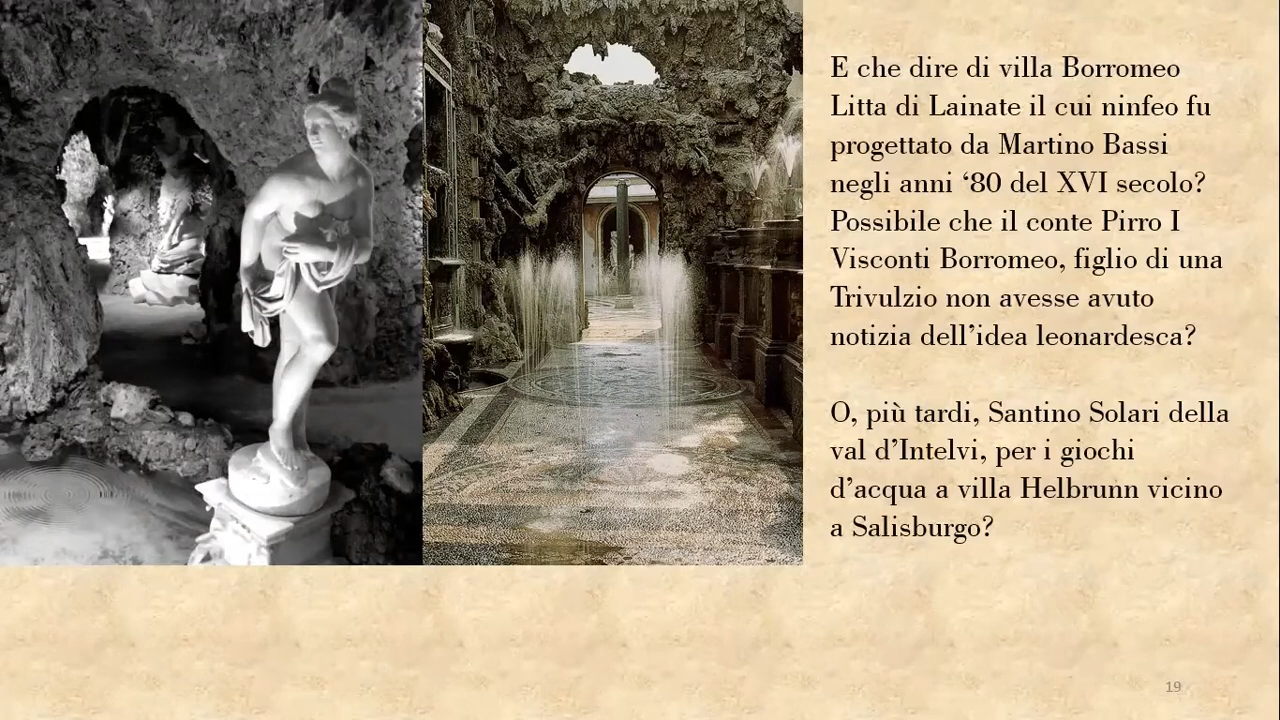 E che dire di villa Borromeo
Litta di Lainate il cui ninfeo fu
progettato da Martino Bassi
negli anni ‘80 del XVI secolo?
Possibile che il conte Pirro I
Visconti Borromeo, figlio di una
Trivulzio non avesse avuto
notizia dell’idea leonardesca?
O, più tardi, Santino Solari della
val d’Intelvi, per i giochi
d’acqua a villa Helbrunn vicino
a Salisburgo?
19